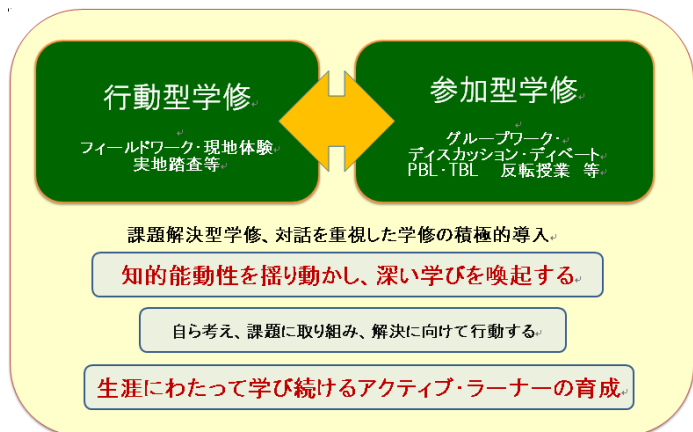 行動型学修
フィールドワーク・現地体験
実地踏査等
参加型学修
グループワーク・
ディスカッション・ディベート
PBL・TBL 反転授業 等
課題解決型学修、対話を重視した学修の積極的導入
知的能動性を揺り動かし、深い学びを喚起する
自ら考え、課題に取り組み、解決に向けて行動する
生涯にわたって学び続けるアクティブ・ラーナーの育成